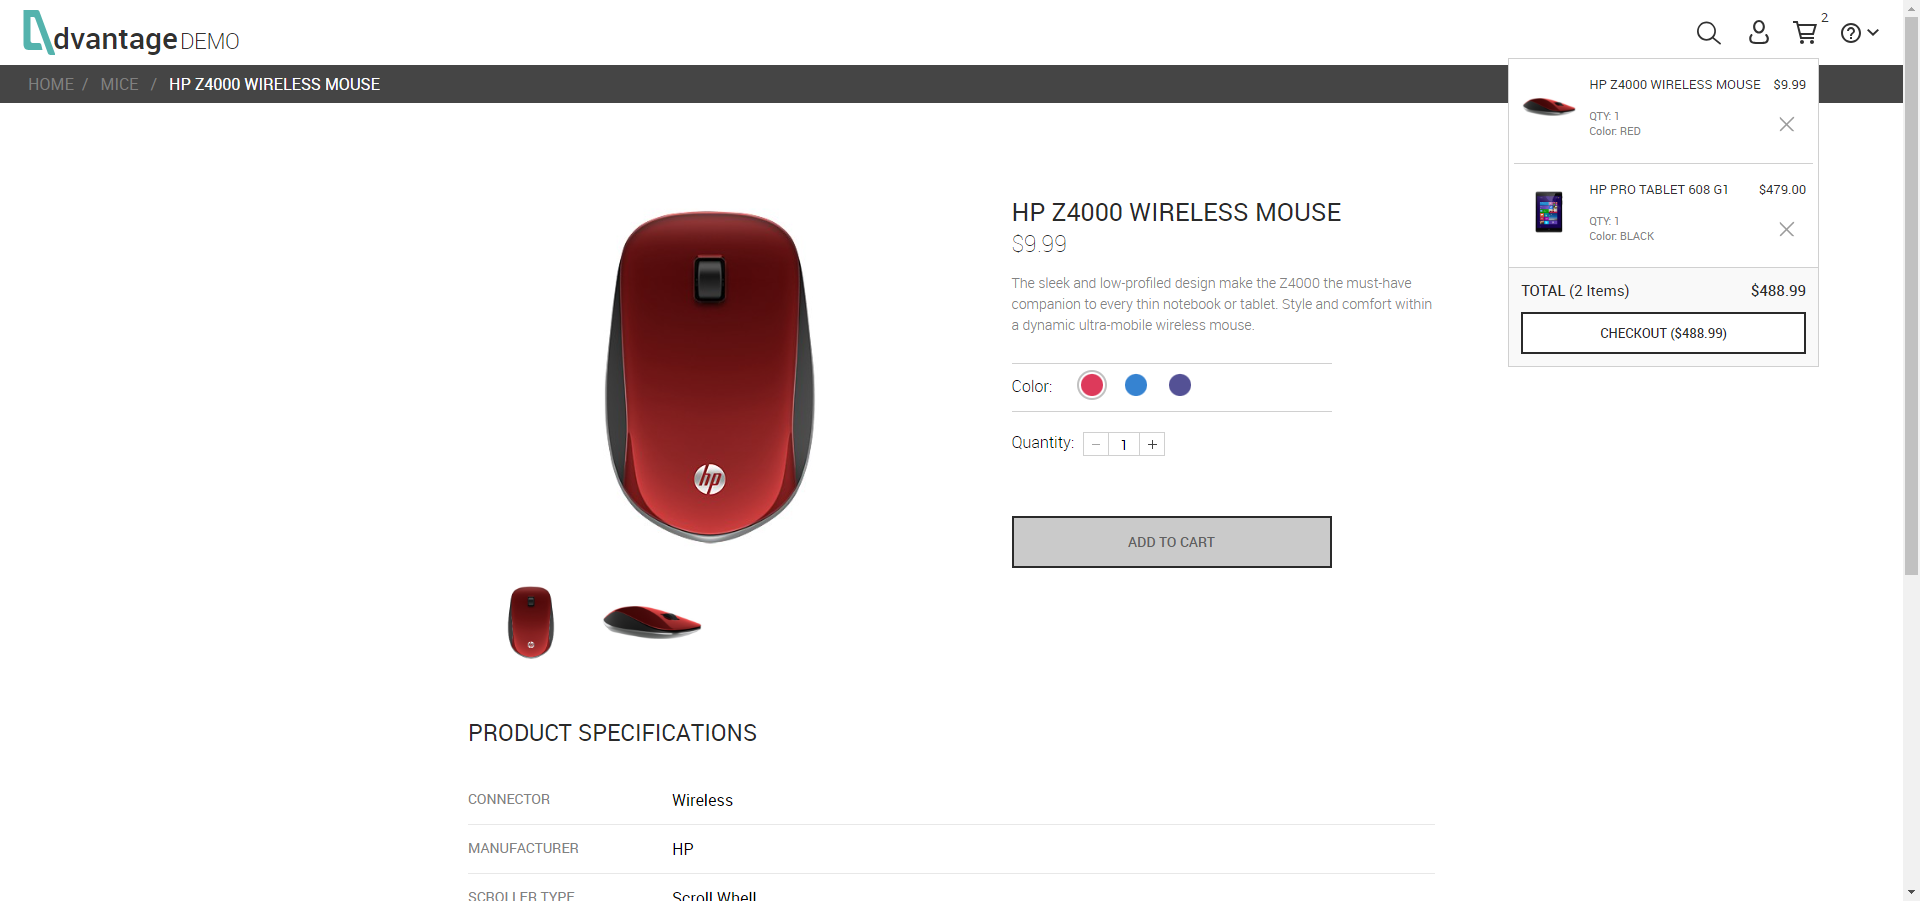 dvantage DEMO
2
HOME / MICE / HP Z4000 WIRELESS MOUSE
HP Z4000 WIRELESS MOUSE $9.99
QTY: 1
Color: RED
HP PRO TABLET 608 G1 $479.00
QTY: 1
Color: BLACK
TOTAL (2 Items) $488.99
CHECKOUT ($488.99)
hp
HP Z4000 WIRELESS MOUSE
$9.99
The sleek and low-profiled design make the Z4000 the must-have
companion to every thin notebook or tablet. Style and comfort within
a dynamic ultra-mobile wireless mouse.
Color:
Quantity: − 1 +
ADD TO CART
PRODUCT SPECIFICATIONS
CONNECTOR Wireless
MANUFACTURER HP
SCROLLER TYPE Scroll Whell